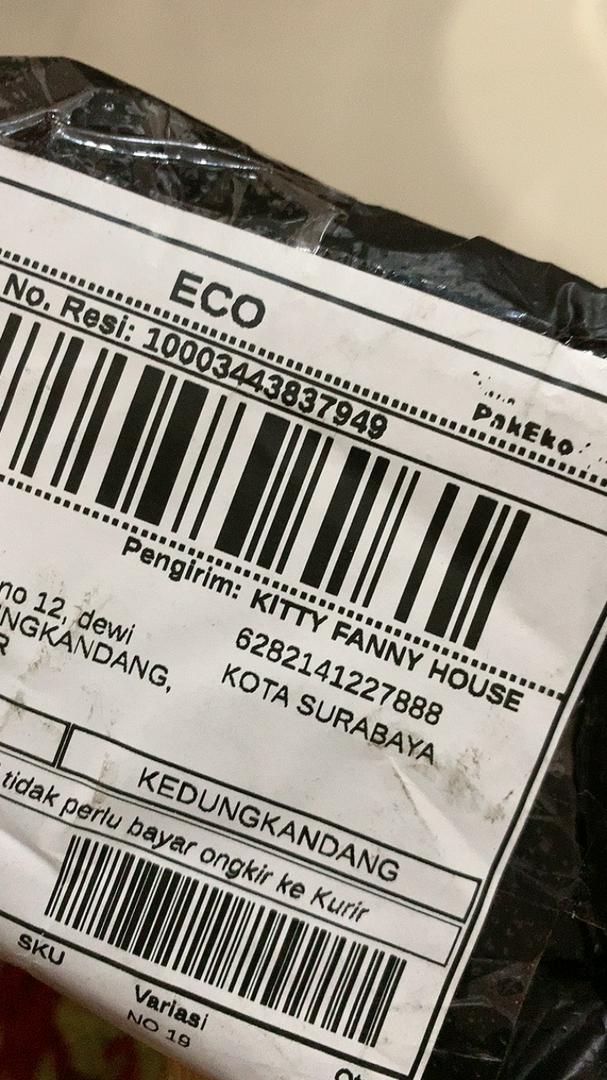 ECO
No. Resi: 10003443837949
PakEko
Pengirim: KITTY FANNY HOUSE
6282141227888
KOTA SURABAYA
no 12, dewi
NGKANDANG,
R
KEDUNGKANDANG
tidak perlu bayar ongkir ke Kurir
SKU
Variasi
NO 19